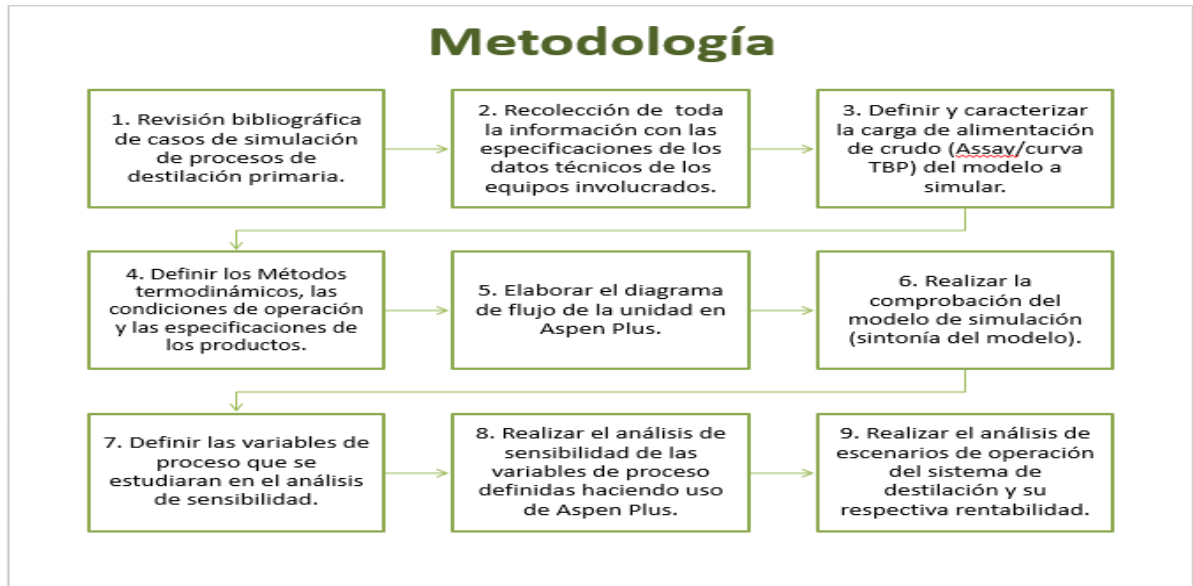 Metodología
1. Revisión bibliográfica
de casos de simulación
de procesos de
destilación primaria.
2. Recolección de toda
la información con las
especificaciones de los
datos técnicos de los
equipos involucrados.
3. Definir y caracterizar
la carga de alimentación
de crudo (Assay/curva
TBP) del modelo a
simular.
4. Definir los Métodos
termodinámicos, las
condiciones de operación
y las especificaciones de
los productos.
5. Elaborar el diagrama
de flujo de la unidad en
Aspen Plus.
6. Realizar la
comprobación del
modelo de simulación
(sintonía del modelo).
7. Definir las variables de
proceso que se
estudiaran en el análisis
de sensibilidad.
8. Realizar el análisis de
sensibilidad de las
variables de proceso
definidas haciendo uso
de Aspen Plus.
9. Realizar el análisis de
escenarios de operación
del sistema de
destilación y su
respectiva rentabilidad.